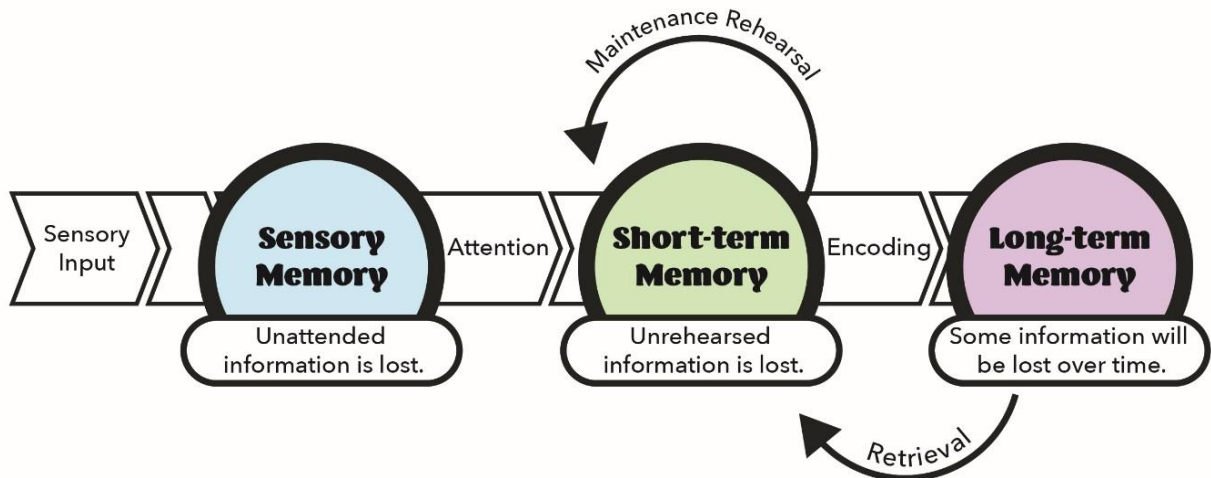 Maintenance Rehearsal
Sensory
Input
Sensory
Memory
Attention
Short-term
Memory
Encoding
Long-term
Memory
Unattended
information is lost.
Unrehearsed
information is lost.
Some information will
be lost over time.
Retrieval